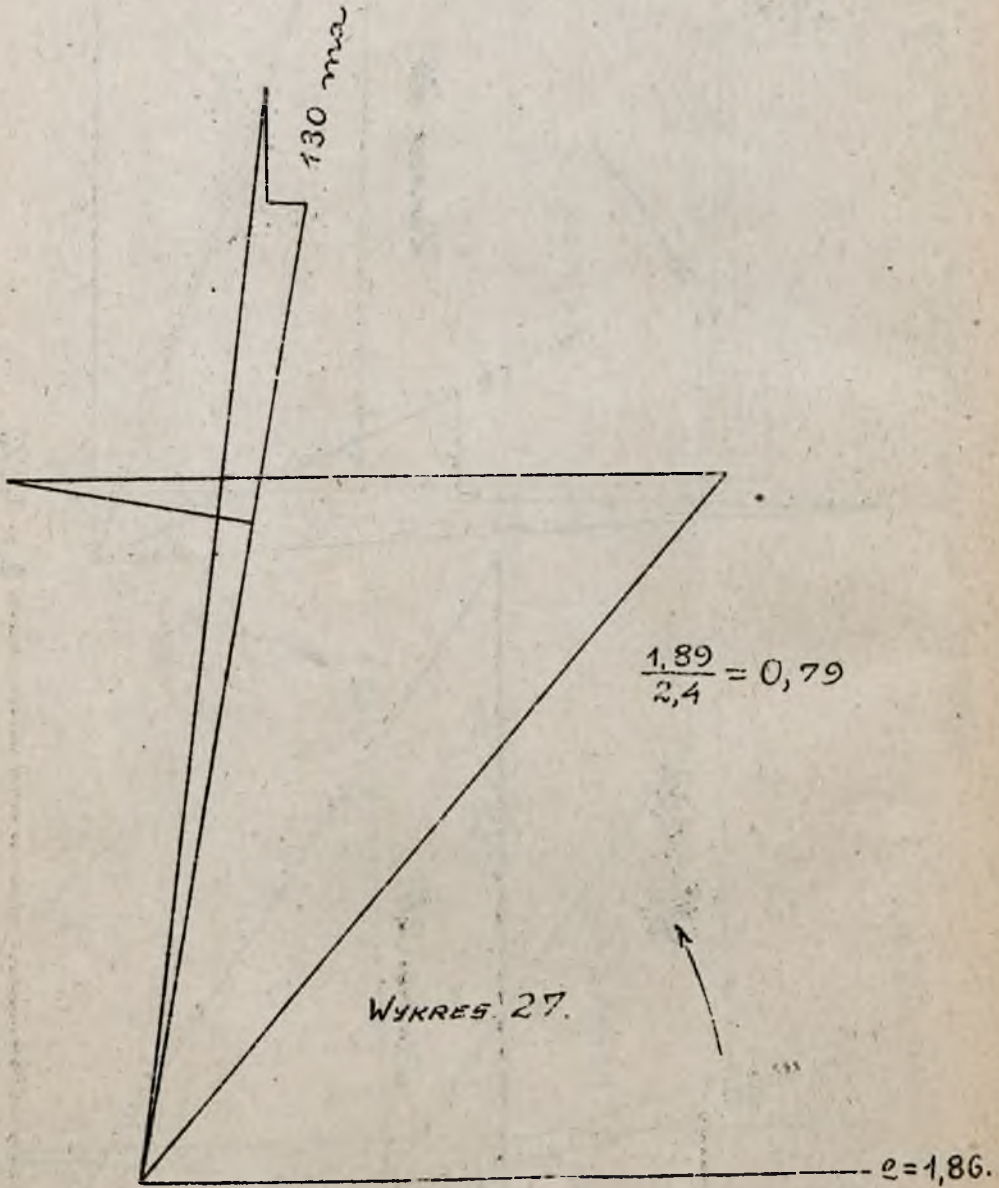 130 ma
1,89
2,4
= 0,79
WYKRES 27.
e = 1,86.